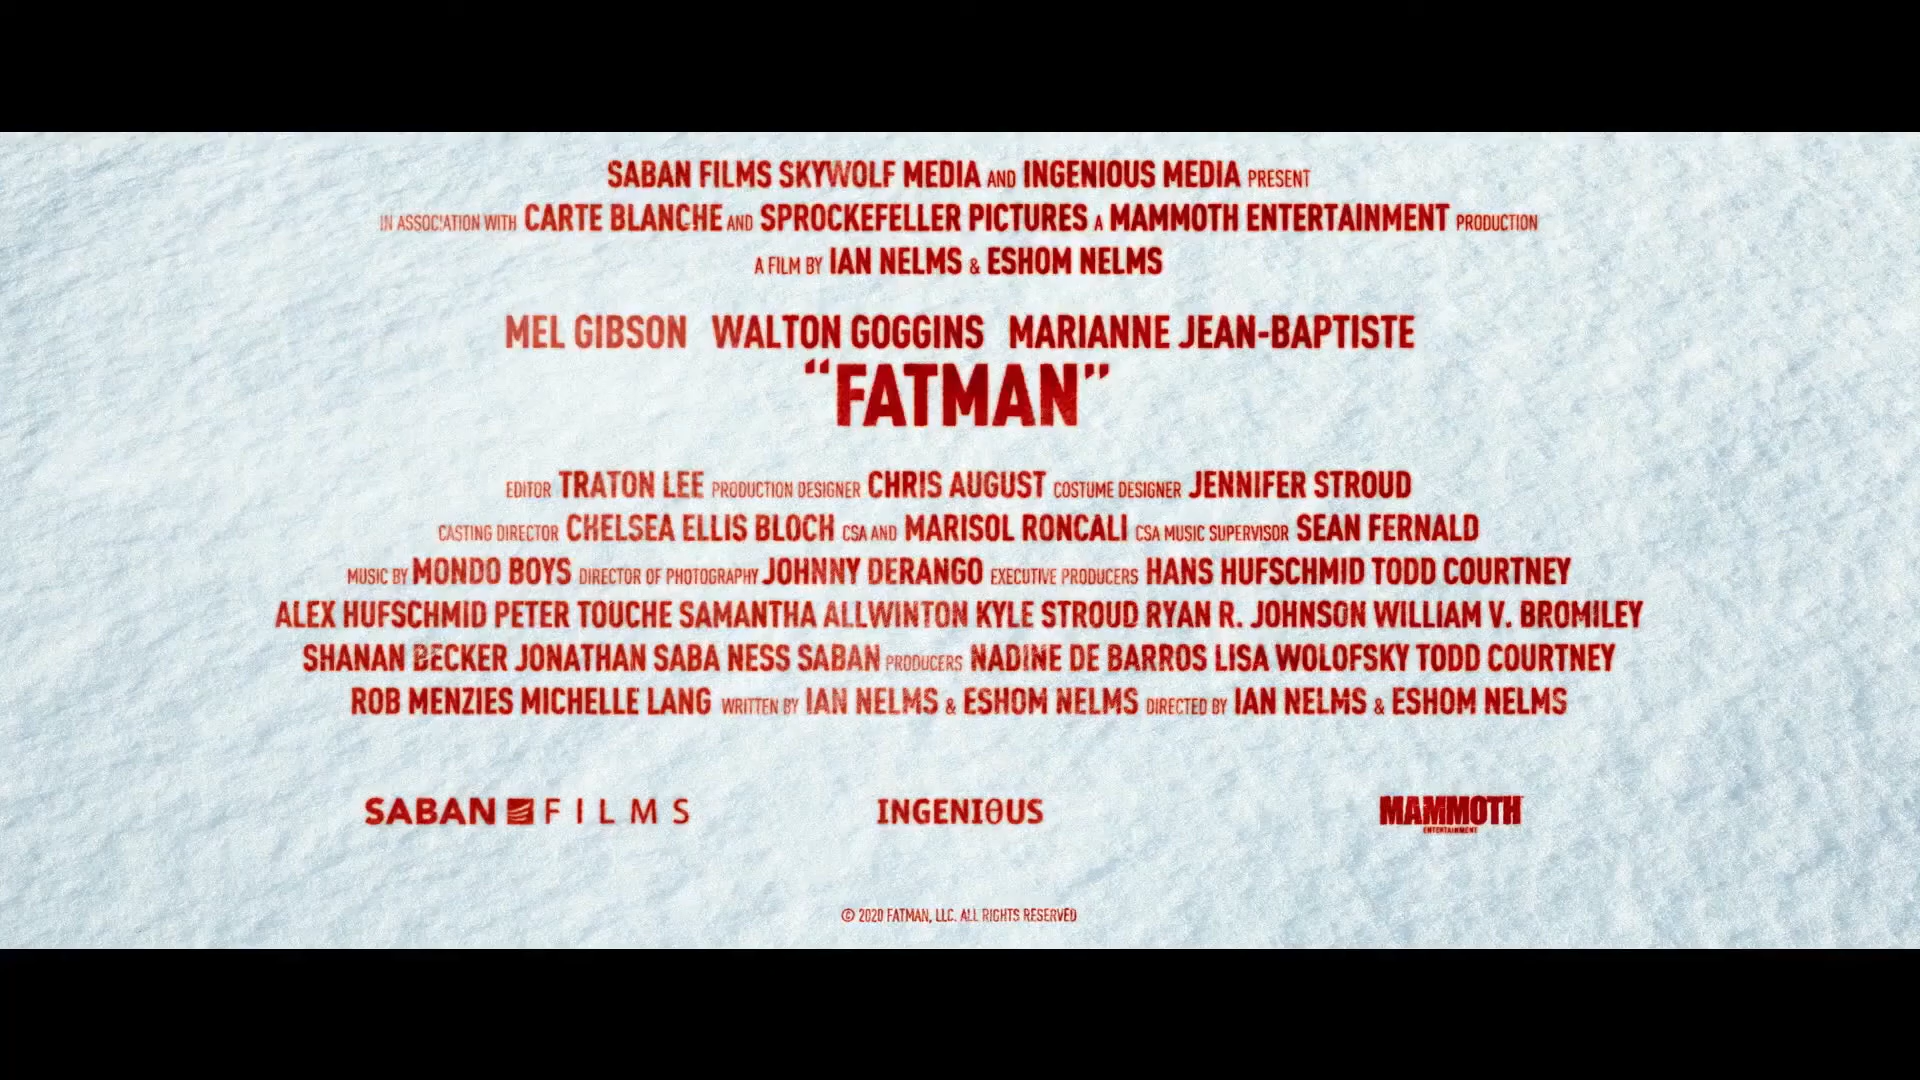 SABAN FILMS SKYWOLF MEDIA AND INGENIOUS MEDIA PRESENT
IN ASSOCIATION WITH CARTE BLANCHE AND SPROCKEFELLER PICTURES A MAMMOTH ENTERTAINMENT PRODUCTION
A FILM BY IAN NELMS & ESHOM NELMS
MEL GIBSON WALTON GOGGINS MARIANNE JEAN-BAPTISTE
“FATMAN”
EDITOR TRATON LEE PRODUCTION DESIGNER CHRIS AUGUST COSTUME DESIGNER JENNIFER STROUD
CASTING DIRECTOR CHELSEA ELLIS BLOCH CSA AND MARISOL RONCALI CSA MUSIC SUPERVISOR SEAN FERNALD
MUSIC BY MONDO BOYS DIRECTOR OF PHOTOGRAPHY JOHNNY DERANGO EXECUTIVE PRODUCERS HANS HUFSCHMID TODD COURTNEY
ALEX HUFSCHMID PETER TOUCHE SAMANTHA ALLWINTON KYLE STROUD RYAN R. JOHNSON WILLIAM V. BROMILEY
SHANAN BECKER JONATHAN SABA NESS SABAN PRODUCERS NADINE DE BARROS LISA WOLOFSKY TODD COURTNEY
ROB MENZIES MICHELLE LANG WRITTEN BY IAN NELMS & ESHOM NELMS DIRECTED BY IAN NELMS & ESHOM NELMS
SABAN FILMS
INGENIθUS
MAMMOTH
ENTERTAINMENT
© 2020 FATMAN, LLC. ALL RIGHTS RESERVED